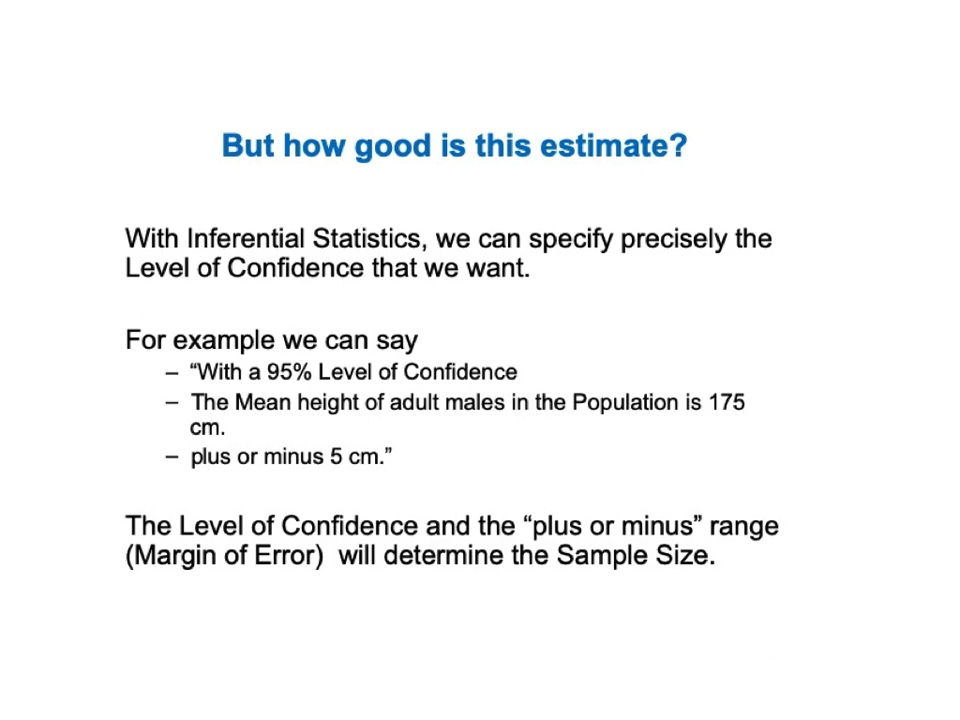 But how good is this estimate?
With Inferential Statistics, we can specify precisely the
Level of Confidence that we want.
For example we can say
– “With a 95% Level of Confidence
– The Mean height of adult males in the Population is 175
cm.
– plus or minus 5 cm.”
The Level of Confidence and the “plus or minus” range
(Margin of Error)  will determine the Sample Size.